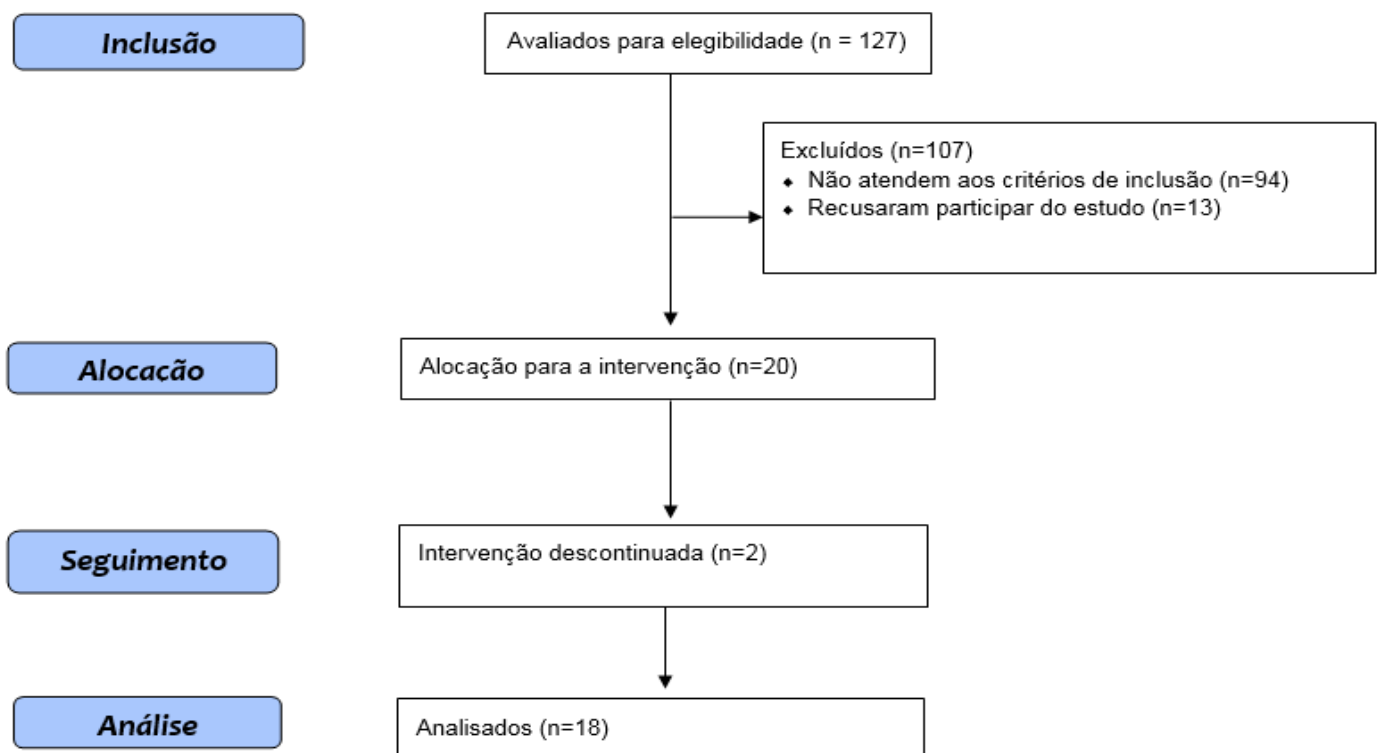 Inclusão
Avaliados para elegibilidade (n = 127)
Excluídos (n=107)
⬥ Não atendem aos critérios de inclusão (n=94)
⬥ Recusaram participar do estudo (n=13)
Alocação
Alocação para a intervenção (n=20)
Seguimento
Intervenção descontinuada (n=2)
Análise
Analisados (n=18)